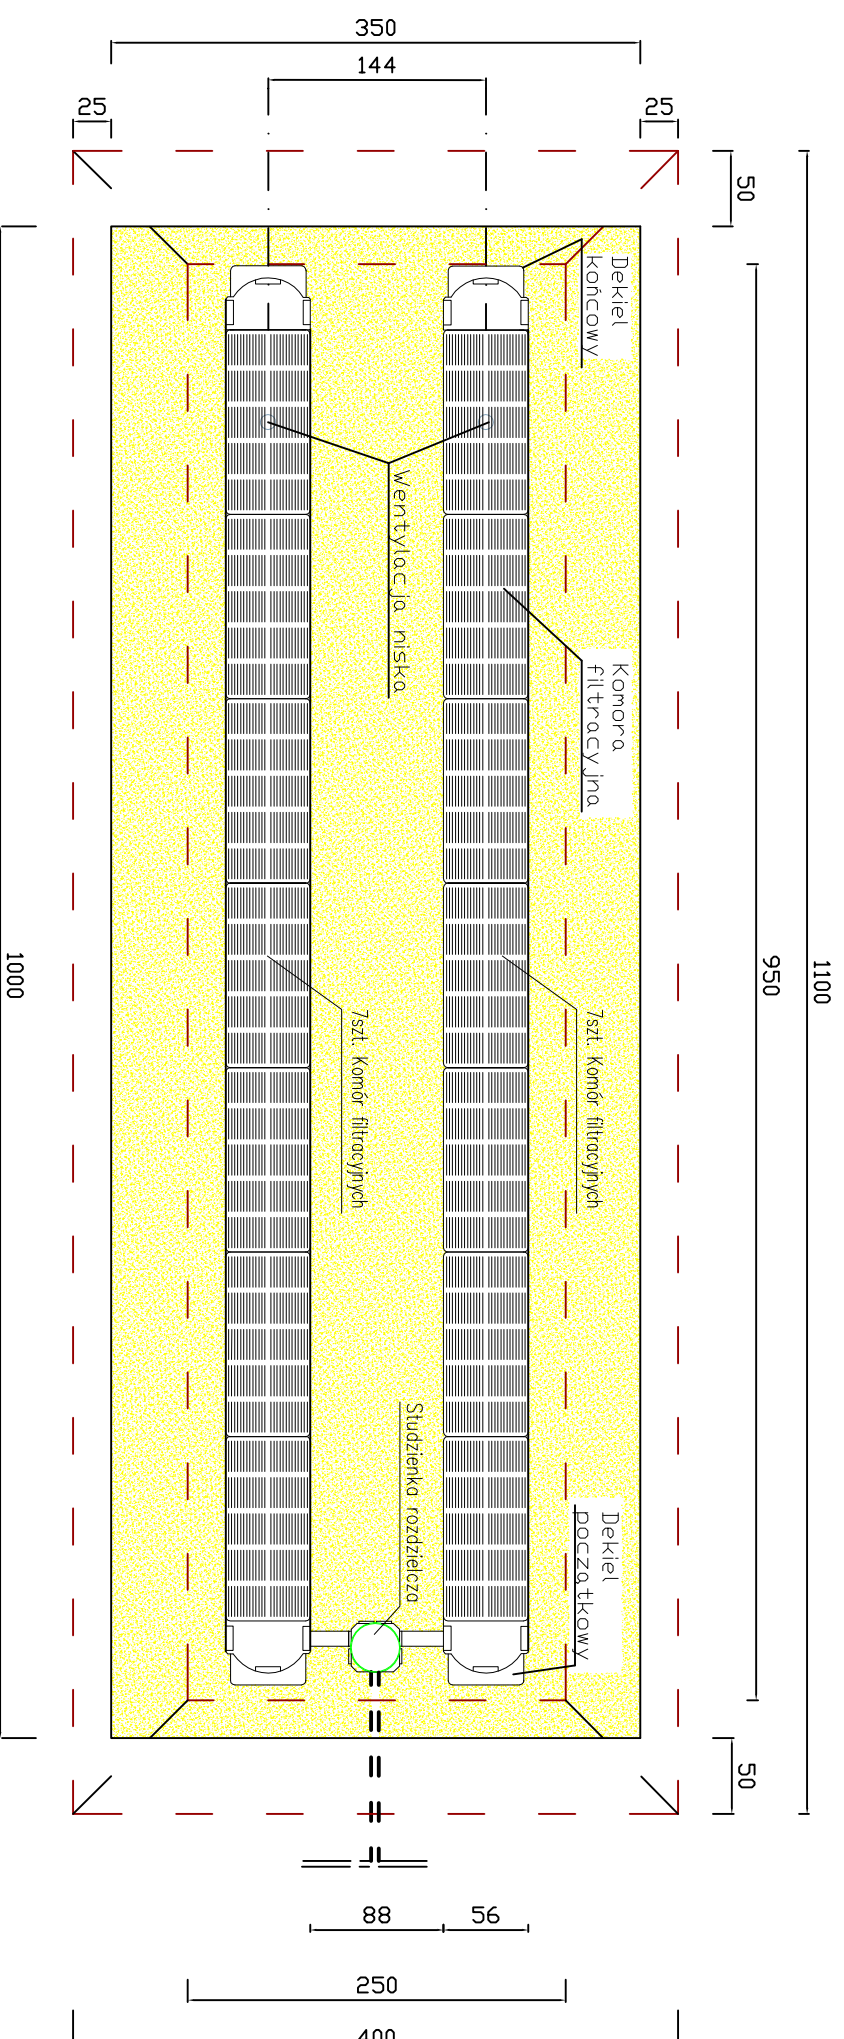 350
144
25
25
50
Dekiel
końcowy
Wentylacja niska
Komora
filtracyjna
1000
950
1100
7szt. Komór filtracyjnych
7szt. Komór filtracyjnych
Studzienka rozdzielcza
Dekiel
początkowy
50
88
56
250
400